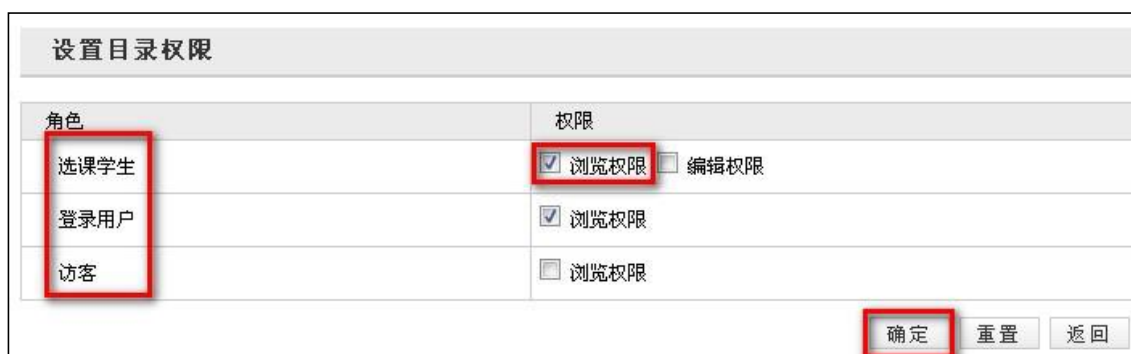 设置目录权限
角色 权限
选课学生 浏览权限 编辑权限
登录用户 浏览权限
访客 浏览权限
确定 重置 返回